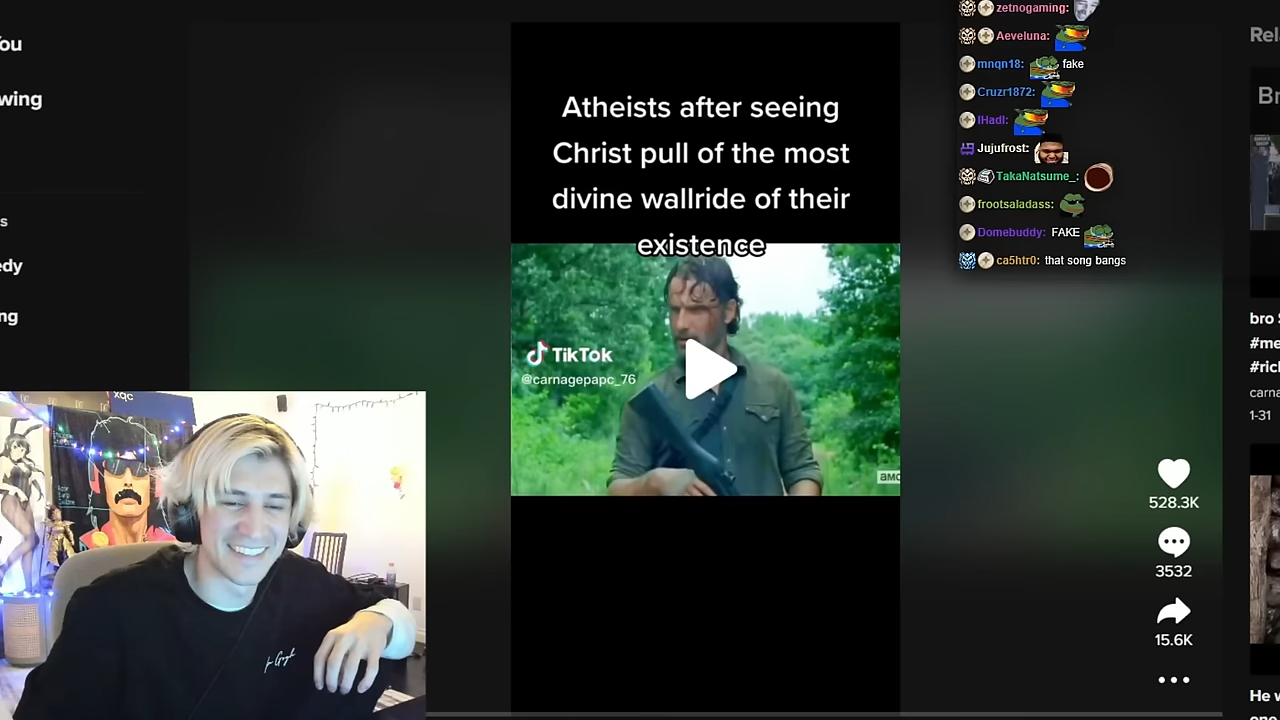 You
wing
s
edy
ng
xqc
Atheists after seeing
Christ pull of the most
divine wallride of their
existence
TikTok
@carnagepapc_76
amc
zetnogaming:
Aeveluna:
mnqn18: fake
Cruzr1872:
IHadI:
Jujufrost:
TakaNatsume_:
frootsaladass:
Domebuddy: FAKE
ca5htr0: that song bangs
528.3K
3532
15.6K
Rel
Br
bro S
#me
#rick
carna
1-31
He w